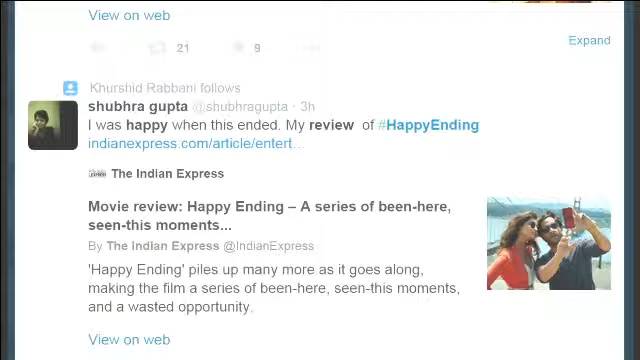 View on web
21
9
Expand
Khurshid Rabbani follows
shubhra gupta @shubhragupta · 3h
I was happy when this ended. My review of #HappyEnding
indianexpress.com/article/entert...
The Indian Express
Movie review: Happy Ending – A series of been-here,
seen-this moments...
By The Indian Express @IndianExpress
'Happy Ending' piles up many more as it goes along,
making the film a series of been-here, seen-this moments,
and a wasted opportunity.
View on web